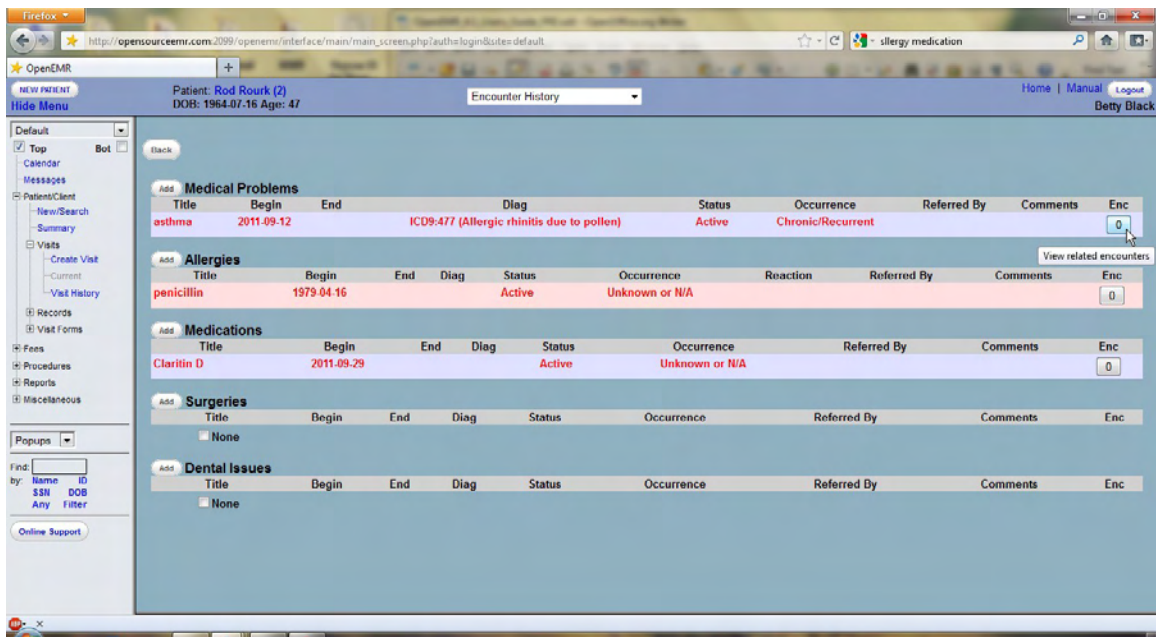 Firefox
http://opensourceemr.com:2099/openemr/interface/main/main_screen.php?auth=login&site=default
sllergy medication
OpenEMR
+
NEW PATIENT
Hide Menu
Patient: Rod Rourk (2)
DOB: 1964-07-16 Age: 47
Encounter History
Home | Manual Logout
Betty Black
Default
Top Bot
Calendar
Messages
Patient/Client
New/Search
Summary
Visits
Create Visit
Current
Visit History
Records
Visit Forms
Fees
Procedures
Reports
Miscellaneous
Popups
Find:
by: Name ID
SSN DOB
Any Filter
Online Support
Back
Add Medical Problems
Title Begin End Diag Status Occurrence Referred By Comments Enc
asthma 2011-09-12 ICD9:477 (Allergic rhinitis due to pollen) Active Chronic/Recurrent 0
View related encounters
Add Allergies
Title Begin End Diag Status Occurrence Reaction Referred By Comments Enc
penicillin 1979-04-16 Active Unknown or N/A 0
Add Medications
Title Begin End Diag Status Occurrence Referred By Comments Enc
Claritin D 2011-09-29 Active Unknown or N/A 0
Add Surgeries
Title Begin End Diag Status Occurrence Referred By Comments Enc
None
Add Dental Issues
Title Begin End Diag Status Occurrence Referred By Comments Enc
None